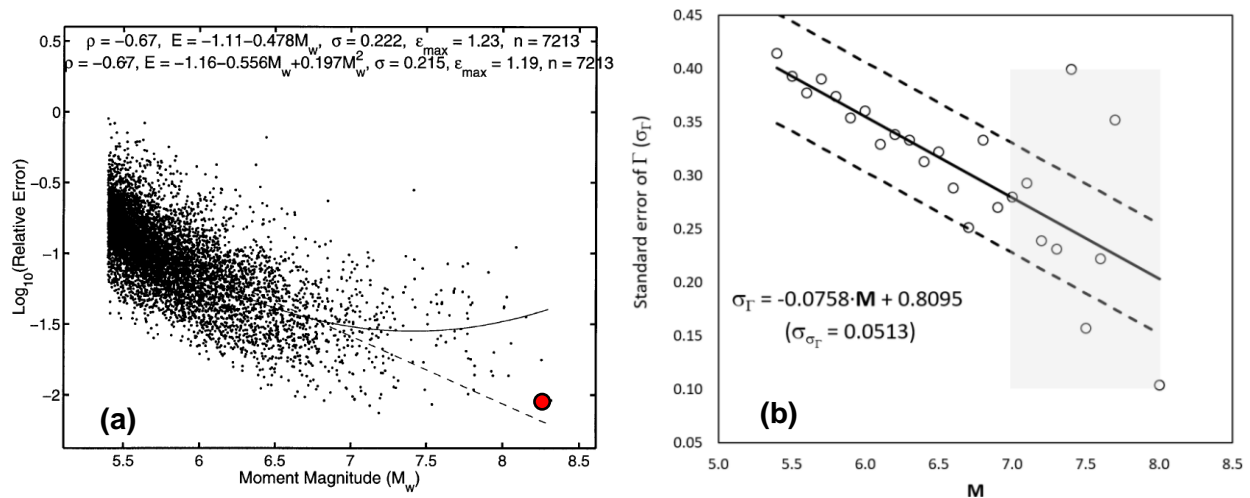 ρ = −0.67, E = −1.11−0.478M_w, σ = 0.222, ε_max = 1.23, n = 7213
ρ = −0.67, E = −1.16−0.556M_w+0.197M_w^2, σ = 0.215, ε_max = 1.19, n = 7213
0.5
0
−0.5
−1
−1.5
−2
Log10(Relative Error)
(a)
5.5 6 6.5 7 7.5 8 8.5
Moment Magnitude (M_w)
0.45
0.40
0.35
0.30
0.25
0.20
0.15
0.10
0.05
Standard error of Γ (σ_Γ)
σ_Γ = -0.0758·M + 0.8095
(σ_σ_Γ = 0.0513)
(b)
5.0 5.5 6.0 6.5 7.0 7.5 8.0 8.5
M